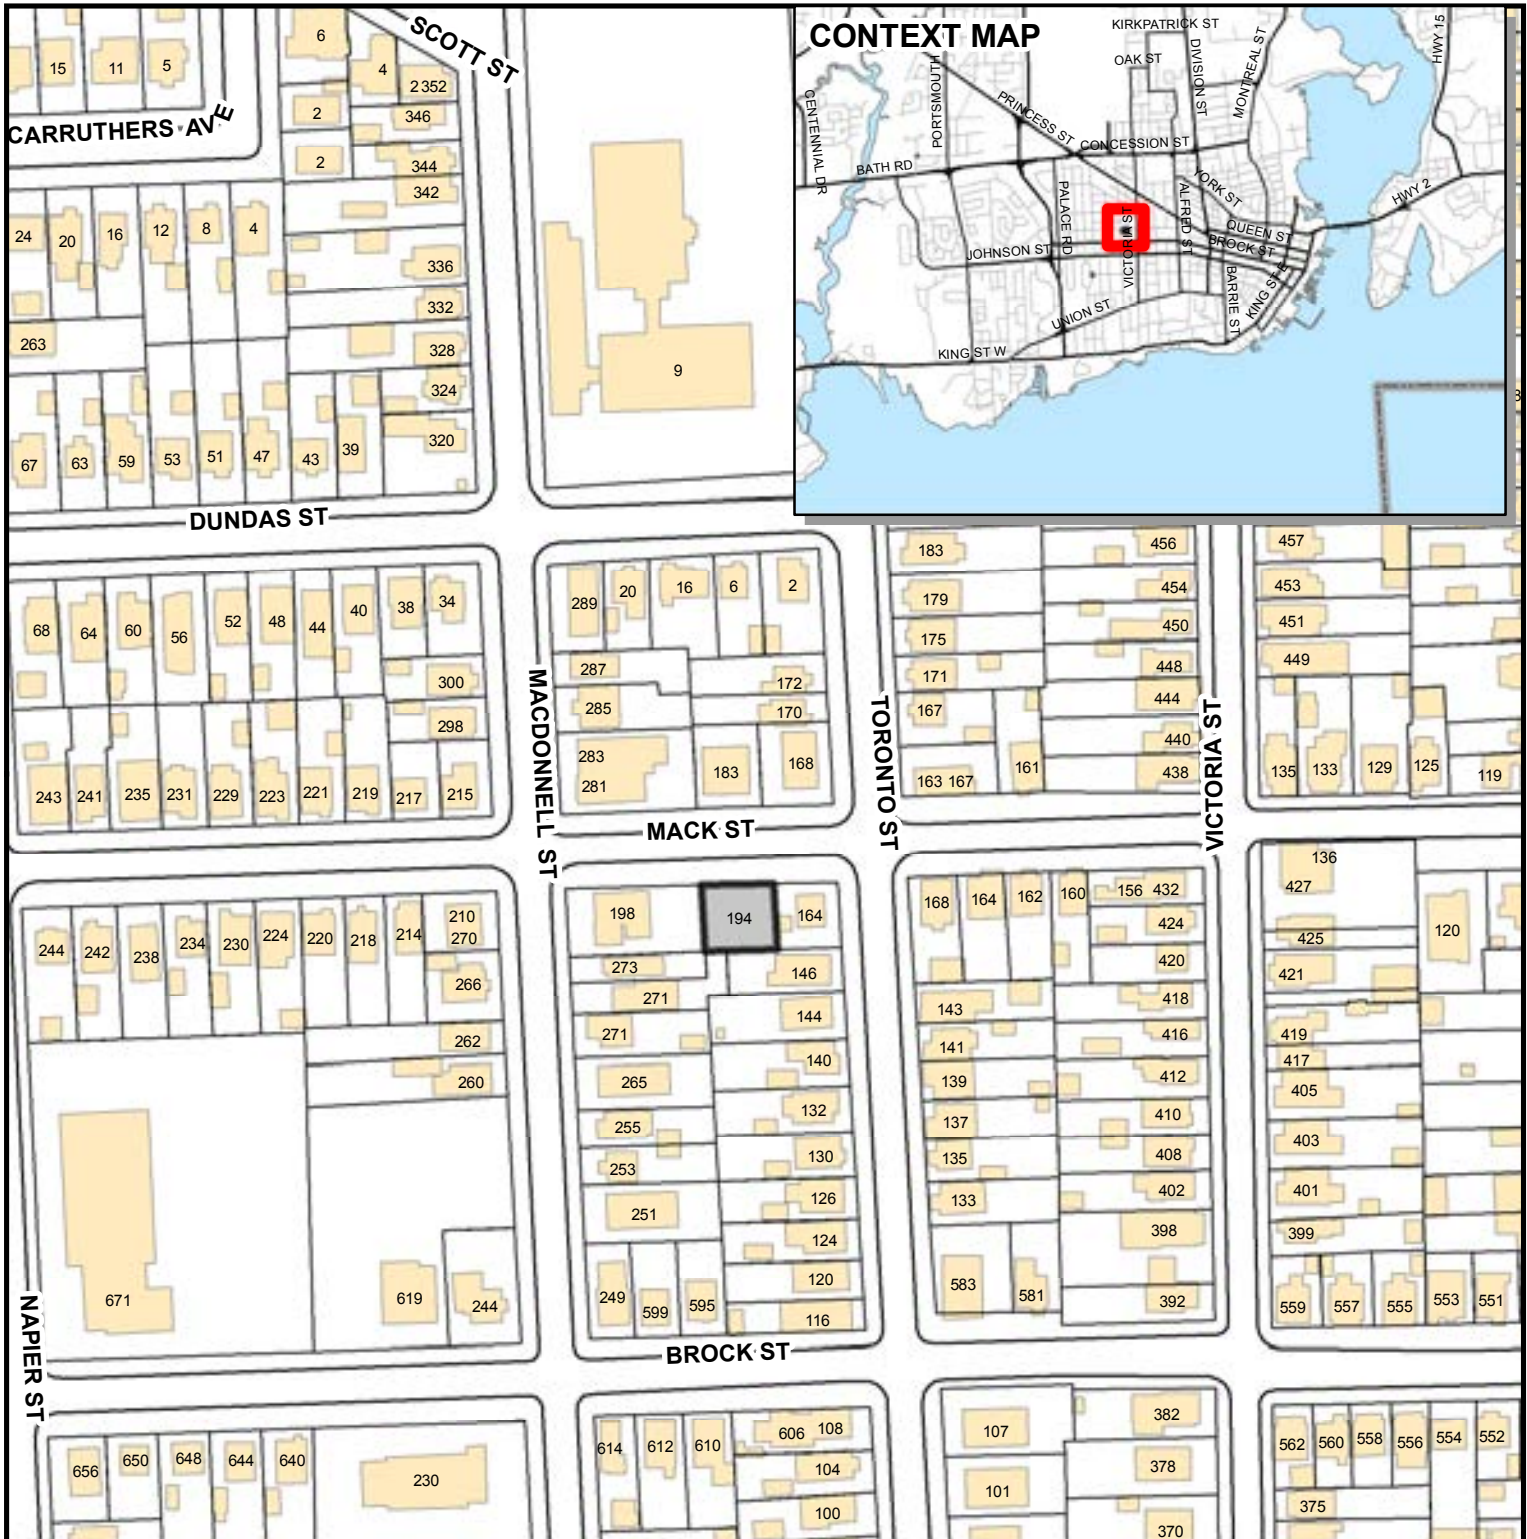 CONTEXT MAP
KIRKPATRICK ST
OAK ST
DIVISION ST
MONTREAL ST
HWY 15
CENTENNIAL DR
PORTSMOUTH
PRINCESS ST
CONCESSION ST
BATH RD
YORK ST
HWY 2
PALACE RD
VICTORIA ST
ALFRED ST
QUEEN ST
BROCK ST
JOHNSON ST
BARRIE ST
KING ST E
UNION ST
KING ST W
SCOTT ST
6
15 11 5
4
2 352
2
346
CARRUTHERS AVE
2
344
342
24 20 16 12 8 4
336
332
263
328
9
324
320
67 63 59 53 51 47 43 39
DUNDAS ST
183 456 457
289 20 16 6 2
179 454 453
68 64 60 56 52 48 44 40 38 34
175 450 451
287
171 448 449
300 172
285 170
167 444
298
MACDONNELL ST
TORONTO ST
VICTORIA ST
283 183 168
281
440
163 167 161 438
135 133 129 125 119
243 241 235 231 229 223 221 219 217 215
MACK ST
136
427
198 194 164
168 164 162 160 156 432
424
210
270
244 242 238 234 230 224 220 218 214
425 120
420
273 146
421
266
271 144
143 418
271
262
141 416
419
140
417
265
260
139 412
405
132
255
137 410
403
253 130
135 408
126
133 402
401
251
124
398
399
120
249 599 595
116
671 619 244
583 581 392
559 557 555 553 551
NAPIER ST
BROCK ST
656 650 648 644 640
230
614 612 610 606 108
104
100
107 382
101 378
370
562 560 558 556 554 552
375